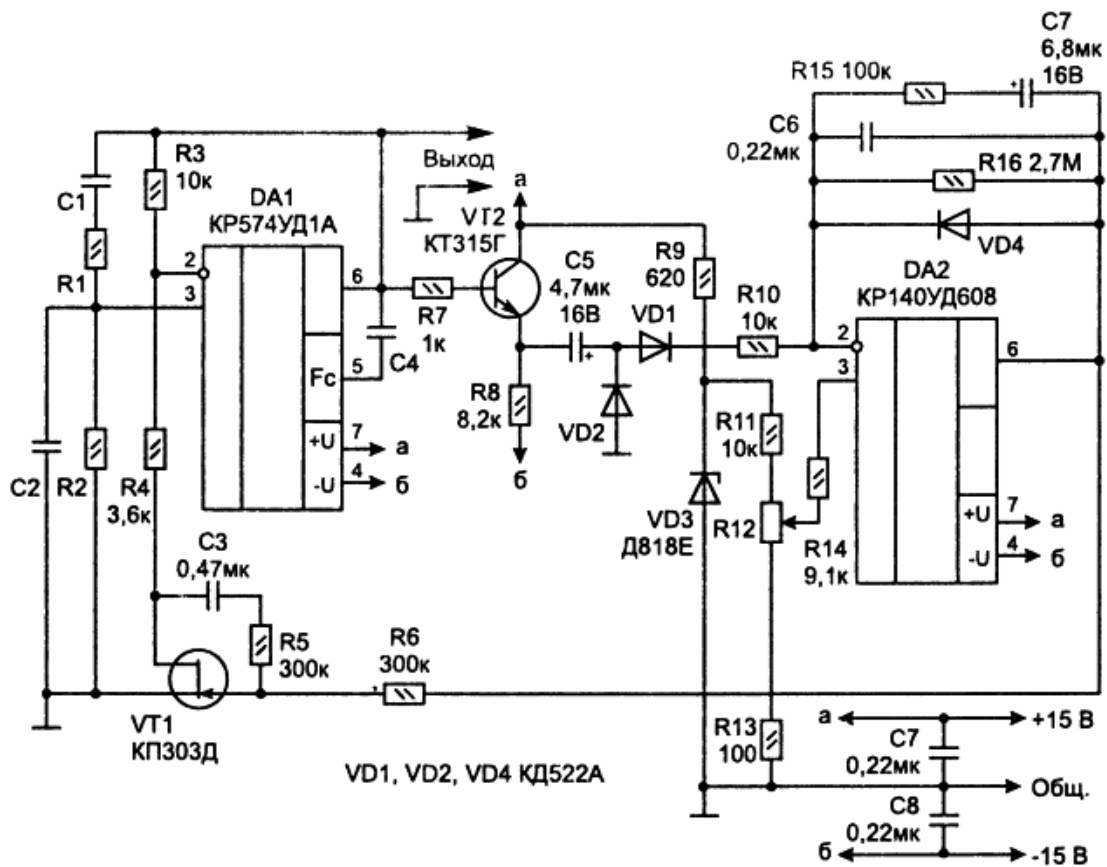 C7
6,8мк
16В
R15 100к
C6
0,22мк
R16 2,7М
VD4
R3
10к
C1
R1
C2
R2
R4
3,6к
DA1
КР574УД1А
2
3
6
5
7
4
Fc
+U
-U
а
б
C4
Выход
а
VT2
КТ315Г
R7
1к
R8
8,2к
б
C5
4,7мк
16В
+
VD1
VD2
R9
620
R10
10к
R11
10к
R12
VD3
Д818Е
R13
100
R14
9,1к
DA2
КР140УД608
2
3
6
7
4
+U
-U
а
б
C3
0,47мк
R5
300к
R6
300к
VT1
КП303Д
VD1, VD2, VD4 КД522А
а
+15 В
C7
0,22мк
Общ.
C8
0,22мк
б
-15 В